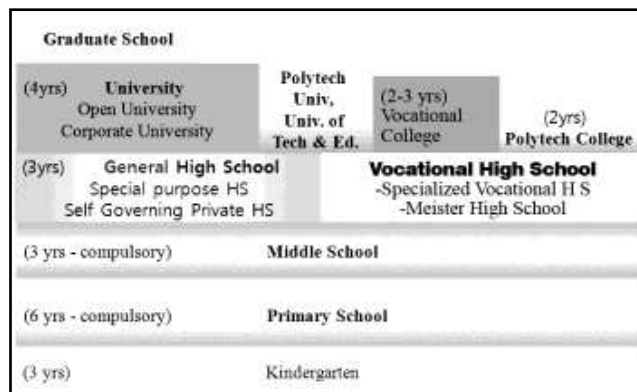 Graduate School
(4yrs) University
Open University
Corporate University
Polytech
Univ,
Univ. of
Tech & Ed.
(2-3 yrs)
Vocational
College
(2yrs)
Polytech College
(3yrs) General High School
Special purpose HS
Self Governing Private HS
Vocational High School
-Specialized Vocational H S
-Meister High School
(3 yrs - compulsory) Middle School
(6 yrs - compulsory) Primary School
(3 yrs) Kindergarten